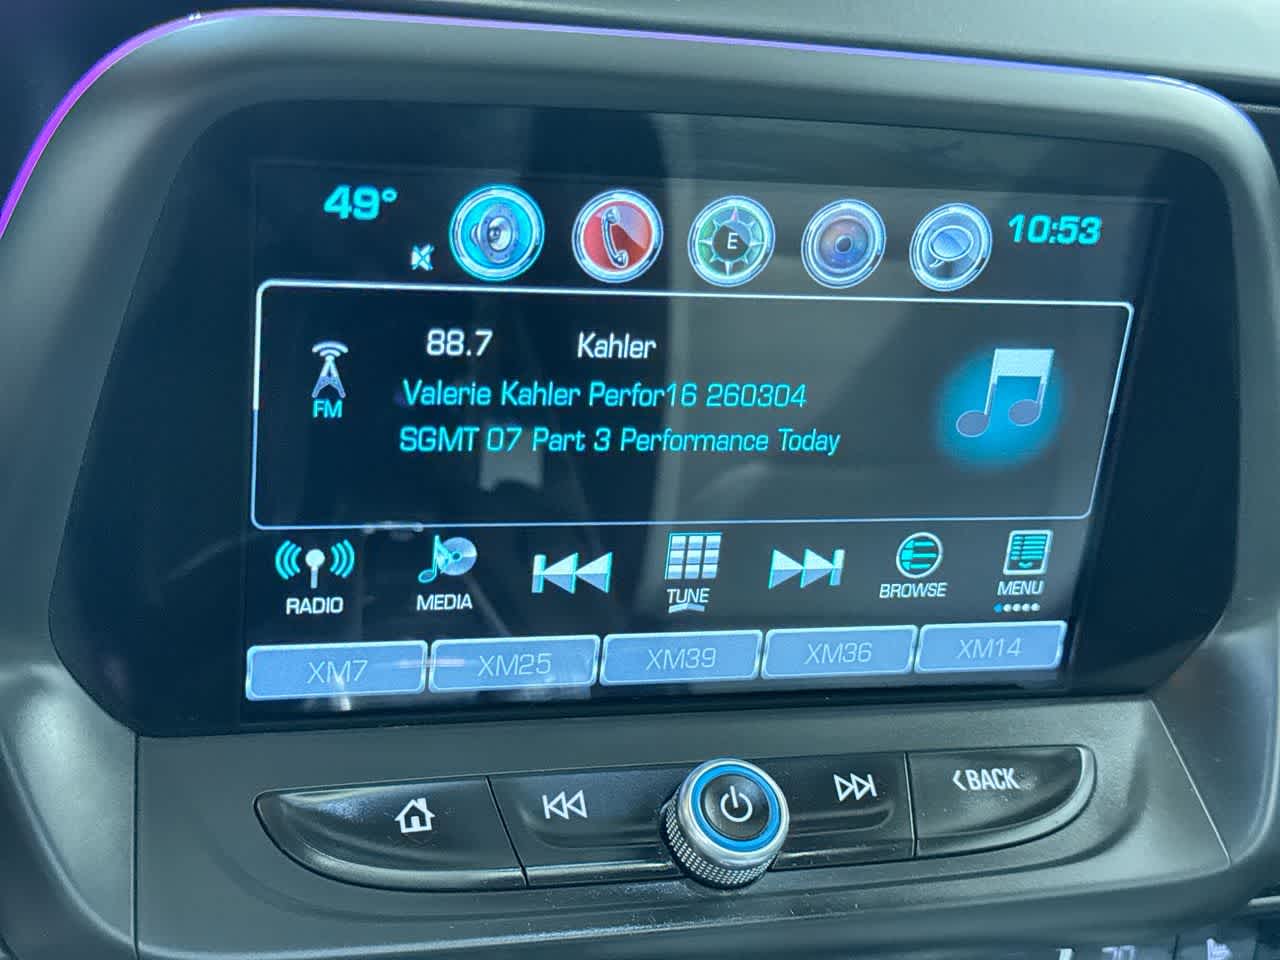 49°
E
10:53
88.7 Kahler
FM
Valerie Kahler Perfor16 260304
SGMT 07 Part 3 Performance Today
RADIO
MEDIA
TUNE
BROWSE
MENU
XM7
XM25
XM39
XM36
XM14
BACK